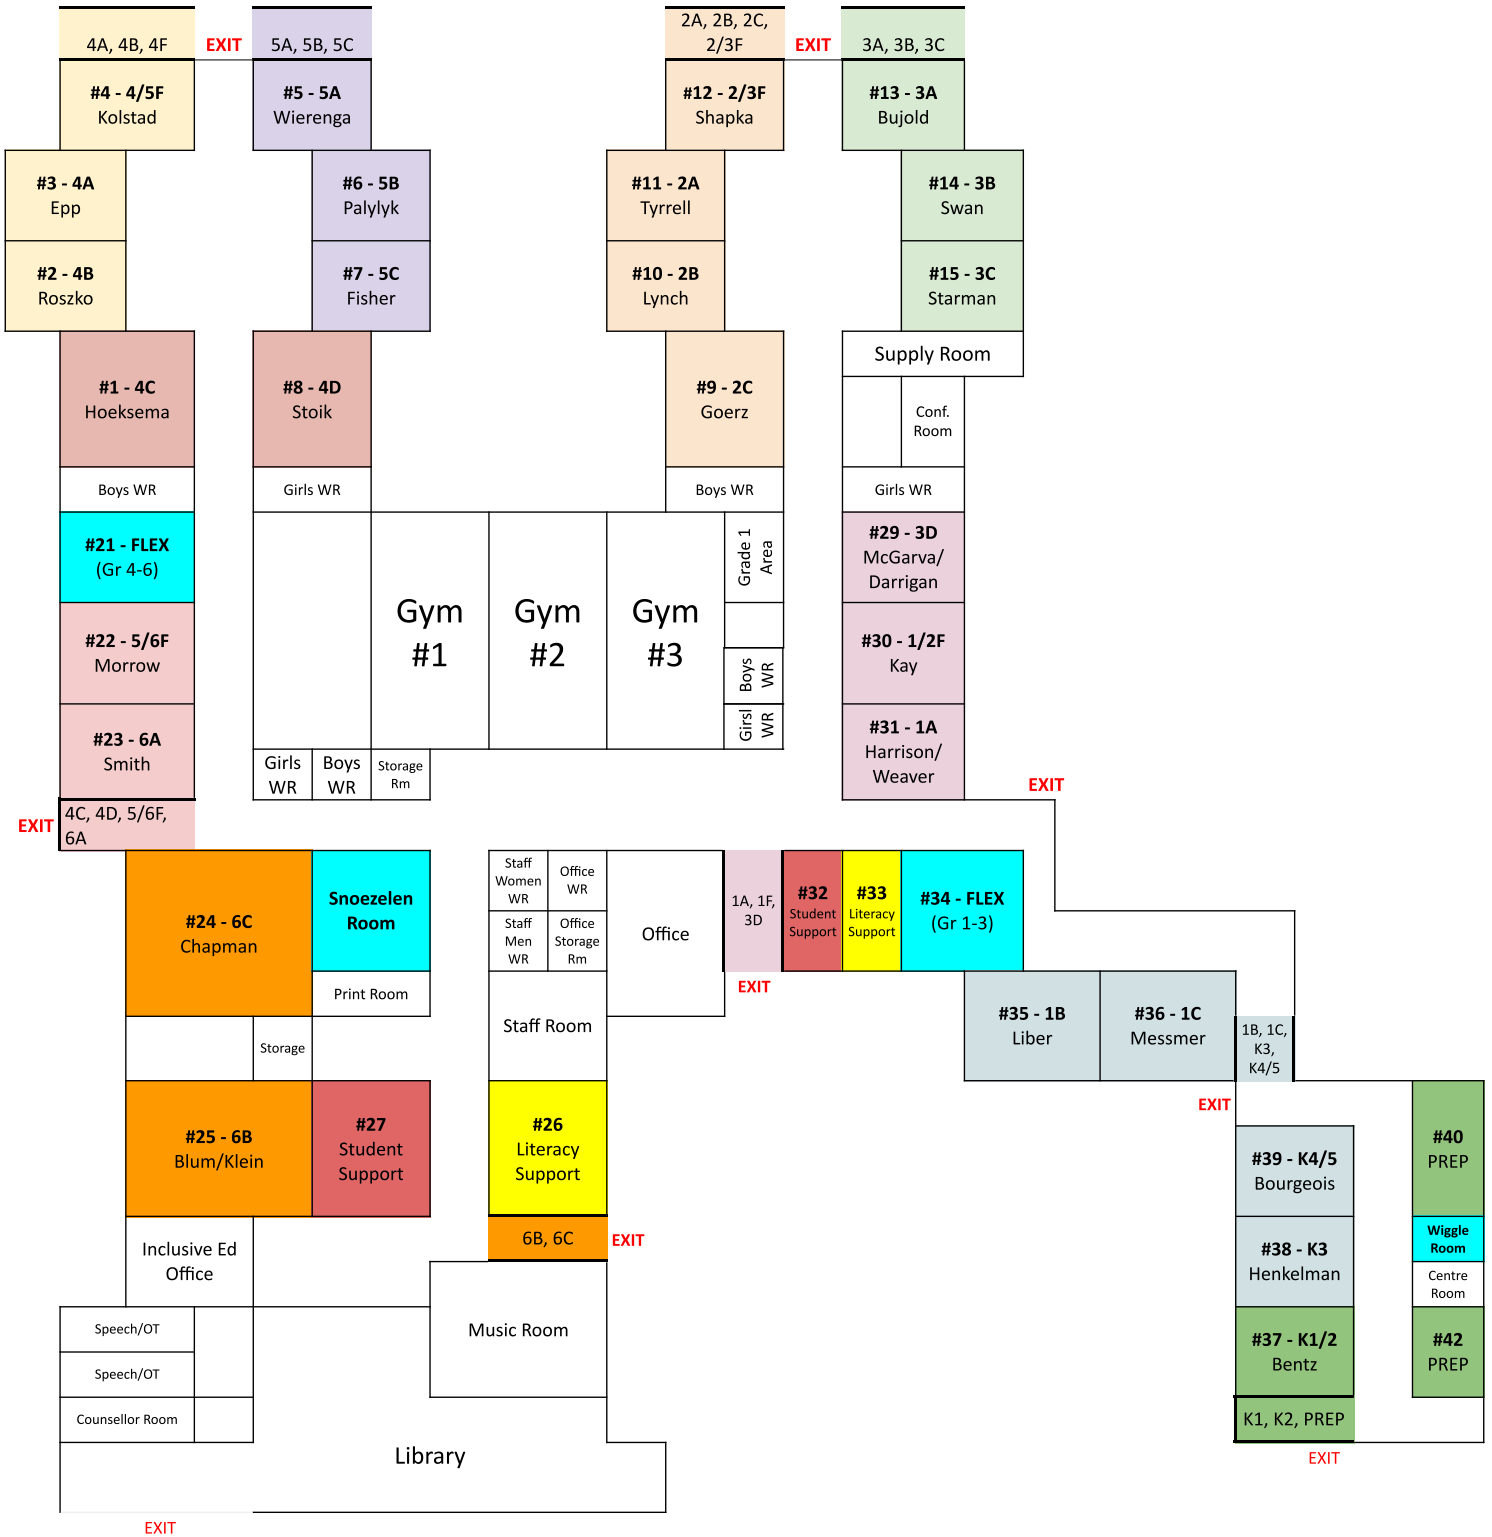 4A, 4B, 4F
EXIT
5A, 5B, 5C
2A, 2B, 2C,
2/3F
EXIT
3A, 3B, 3C
#4 - 4/5F
Kolstad
#5 - 5A
Wierenga
#12 - 2/3F
Shapka
#13 - 3A
Bujold
#3 - 4A
Epp
#6 - 5B
Palylyk
#11 - 2A
Tyrrell
#14 - 3B
Swan
#2 - 4B
Roszko
#7 - 5C
Fisher
#10 - 2B
Lynch
#15 - 3C
Starman
#1 - 4C
Hoeksema
#8 - 4D
Stoik
#9 - 2C
Goerz
Supply Room
Conf.
Room
Boys WR
Girls WR
Boys WR
Girls WR
#21 - FLEX
(Gr 4-6)
Gym
#1
Gym
#2
Gym
#3
Grade 1
Area
#29 - 3D
McGarva/
Darrigan
#22 - 5/6F
Morrow
Boys
WR
#30 - 1/2F
Kay
#23 - 6A
Smith
Girsl
WR
#31 - 1A
Harrison/
Weaver
Girls
WR
Boys
WR
Storage
Rm
EXIT
EXIT
4C, 4D, 5/6F,
6A
#24 - 6C
Chapman
Snoezelen
Room
Print Room
Staff
Women
WR
Office
WR
Staff
Men
WR
Office
Storage
Rm
Office
1A, 1F,
3D
#32
Student
Support
#33
Literacy
Support
#34 - FLEX
(Gr 1-3)
EXIT
Staff Room
#35 - 1B
Liber
#36 - 1C
Messmer
1B, 1C,
K3,
K4/5
EXIT
Storage
#25 - 6B
Blum/Klein
#27
Student
Support
#26
Literacy
Support
#39 - K4/5
Bourgeois
#40
PREP
6B, 6C
EXIT
Inclusive Ed
Office
#38 - K3
Henkelman
Wiggle
Room
Centre
Room
Speech/OT
Music Room
#37 - K1/2
Bentz
#42
PREP
Speech/OT
Counsellor Room
K1, K2, PREP
Library
EXIT
EXIT